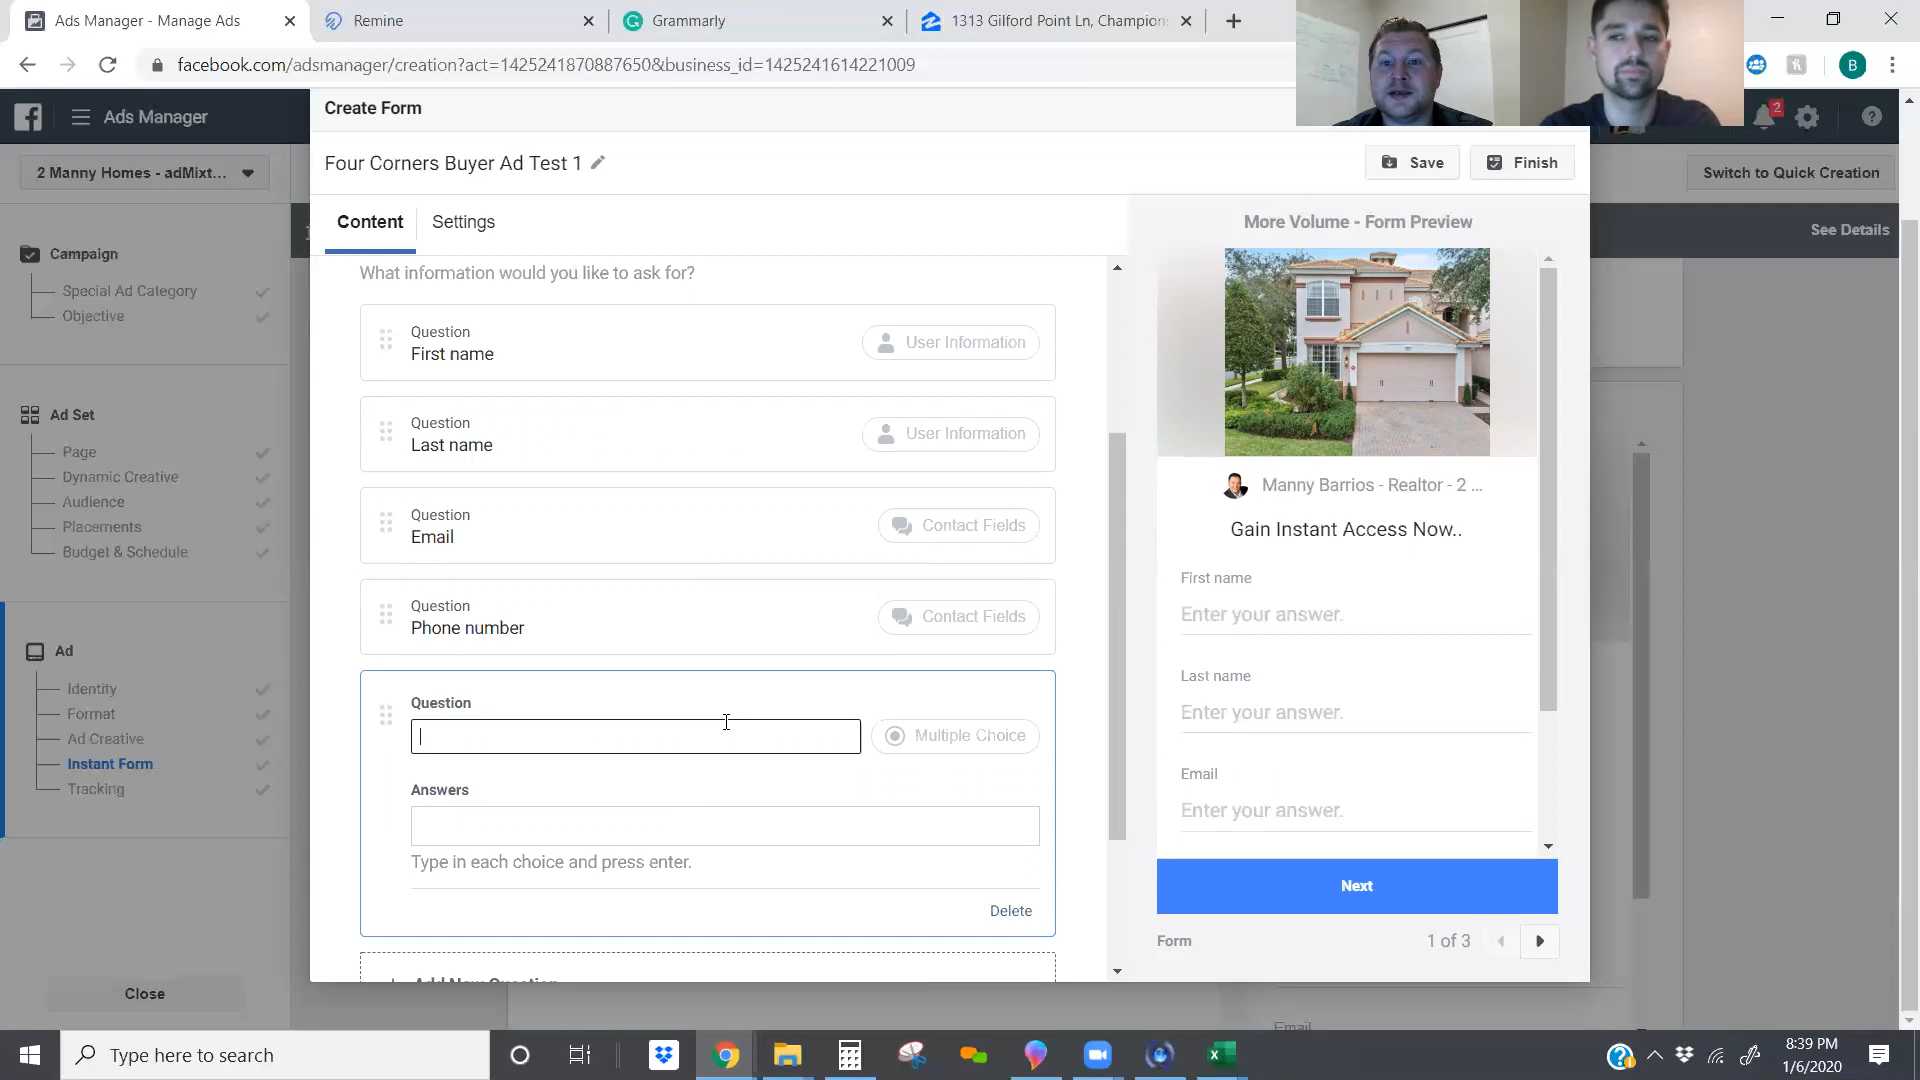 Ads Manager - Manage Ads
Remine
Grammarly
1313 Gilford Point Ln, Champion
facebook.com/adsmanager/creation?act=1425241870887650&business_id=1425241614221009
B
Ads Manager
2
2 Manny Homes - adMixt...
Switch to Quick Creation
See Details
Campaign
Special Ad Category
Objective
Ad Set
Page
Dynamic Creative
Audience
Placements
Budget & Schedule
Ad
Identity
Format
Ad Creative
Instant Form
Tracking
Close
Create Form
Four Corners Buyer Ad Test 1
Save
Finish
Content
Settings
What information would you like to ask for?
Question
First name
User Information
Question
Last name
User Information
Question
Email
Contact Fields
Question
Phone number
Contact Fields
Question
Multiple Choice
Answers
Type in each choice and press enter.
Delete
Add New Question
More Volume - Form Preview
Manny Barrios - Realtor - 2 ...
Gain Instant Access Now..
First name
Enter your answer.
Last name
Enter your answer.
Email
Enter your answer.
Next
Form
1 of 3
Email
Type here to search
8:39 PM
1/6/2020